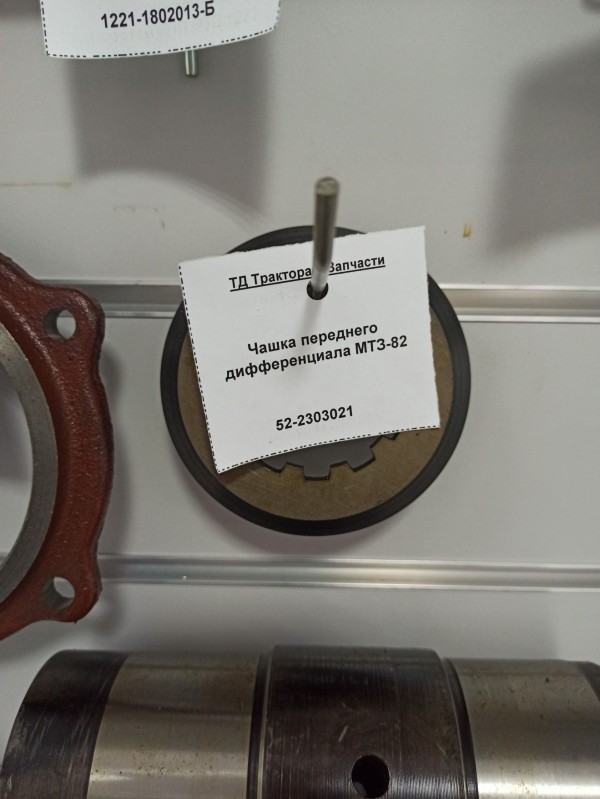 1221-1802013-Б
ТД Трактора Запчасти
Чашка переднего
дифференциала МТЗ-82
52-2303021